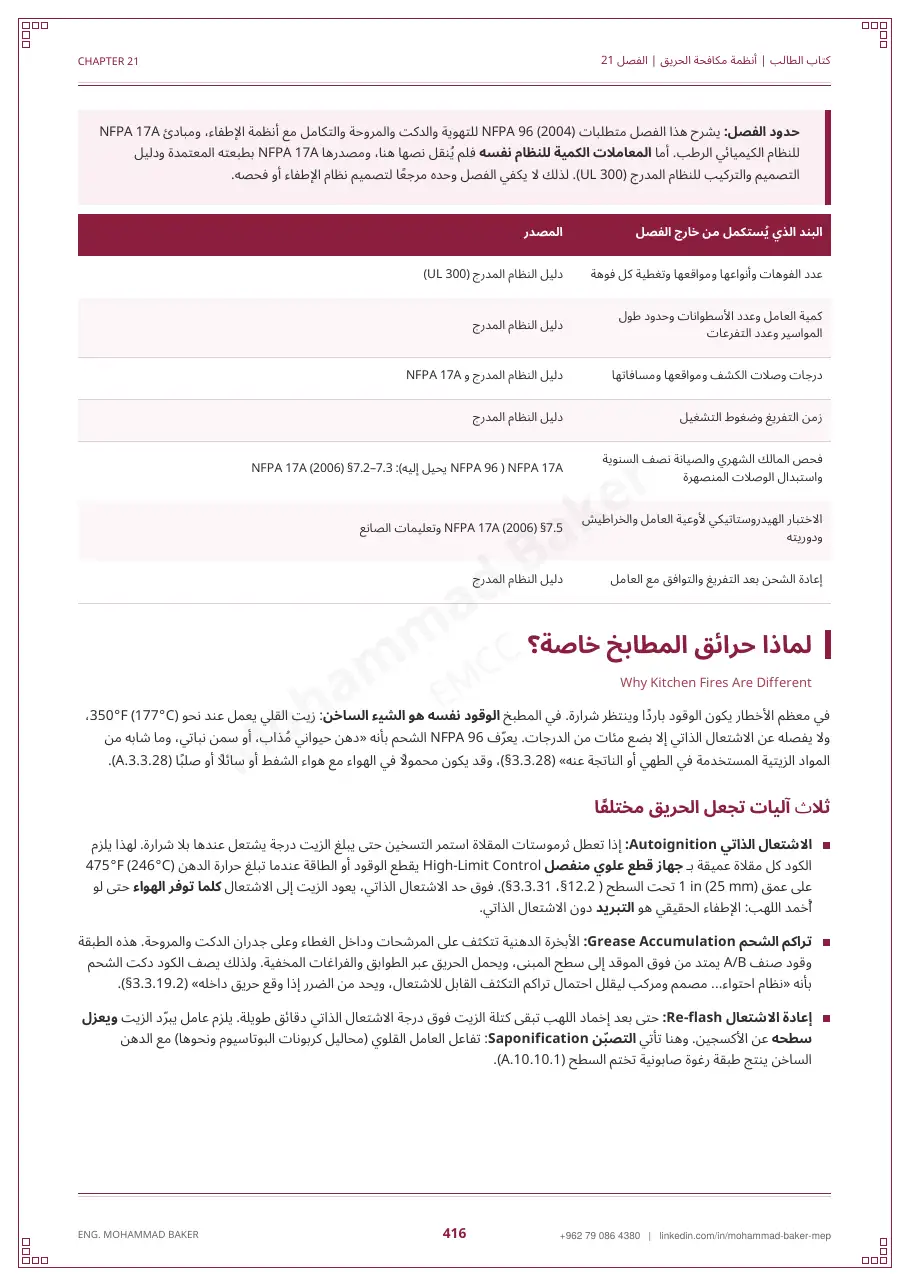 CHAPTER 21
كتاب الطالب | أنظمة مكافحة الحريق | الفصل 21
حدود الفصل: يشرح هذا الفصل متطلبات NFPA 96 (2004) للتهوية والدكت والمروحة والتكامل مع أنظمة الإطفاء، ومبادئ NFPA 17A
للنظام الكيميائي الرطب. أما المعاملات الكمية للنظام نفسه فلم يُنقل نصها هنا، ومصدرها NFPA 17A بطبعته المعتمدة ودليل
التصميم والتركيب للنظام المدرج (UL 300). لذلك لا يكفي الفصل وحده مرجعًا لتصميم نظام الإطفاء أو فحصه.
البند الذي يُستكمل من خارج الفصل
المصدر
عدد الفوهات وأنواعها ومواقعها وتغطية كل فوهة
دليل النظام المدرج (UL 300)
كمية العامل وعدد الأسطوانات وحدود طول
المواسير وعدد التفرعات
دليل النظام المدرج
درجات وصلات الكشف ومواقعها ومسافاتها
دليل النظام المدرج و NFPA 17A
زمن التفريغ وضغوط التشغيل
دليل النظام المدرج
فحص المالك الشهري والصيانة نصف السنوية
واستبدال الوصلات المنصهرة
NFPA 17A ( NFPA 96 يحيل إليه): NFPA 17A (2006) §7.2–7.3
الاختبار الهيدروستاتيكي لأوعية العامل والخراطيش
ودوريته
NFPA 17A (2006) §7.5 وتعليمات الصانع
إعادة الشحن بعد التفريغ والتوافق مع العامل
دليل النظام المدرج
لماذا حرائق المطابخ خاصة؟
Why Kitchen Fires Are Different
في معظم الأخطار يكون الوقود باردًا وينتظر شرارة. في المطبخ الوقود نفسه هو الشيء الساخن: زيت القلي يعمل عند نحو 350°F (177°C)،
ولا يفصله عن الاشتعال الذاتي إلا بضع مئات من الدرجات. يعرّف NFPA 96 الشحم بأنه «دهن حيواني مُذاب، أو سمن نباتي، وما شابه من
المواد الزيتية المستخدمة في الطهي أو الناتجة عنه» (§3.3.28)، وقد يكون محمولًا في الهواء مع هواء الشفط أو سائلًا أو صلبًا (A.3.3.28).
ثلاث آليات تجعل الحريق مختلفًا
الاشتعال الذاتي Autoignition: إذا تعطل ثرموستات المقلاة استمر التسخين حتى يبلغ الزيت درجة يشتعل عندها بلا شرارة. لهذا يلزم
الكود كل مقلاة عميقة بـ جهاز قطع علوي منفصل High-Limit Control يقطع الوقود أو الطاقة عندما تبلغ حرارة الدهن 475°F (246°C)
على عمق 1 in (25 mm) تحت السطح ( §12.2، §3.3.31). فوق حد الاشتعال الذاتي، يعود الزيت إلى الاشتعال كلما توفر الهواء حتى لو
أُخمد اللهب: الإطفاء الحقيقي هو التبريد دون الاشتعال الذاتي.
تراكم الشحم Grease Accumulation: الأبخرة الدهنية تتكثف على المرشحات وداخل الغطاء وعلى جدران الدكت والمروحة. هذه الطبقة
وقود صنف A/B يمتد من فوق الموقد إلى سطح المبنى، ويحمل الحريق عبر الطوابق والفراغات المخفية. ولذلك يصف الكود دكت الشحم
بأنه «نظام احتواء... مصمم ومركب ليقلل احتمال تراكم التكثف القابل للاشتعال، ويحد من الضرر إذا وقع حريق داخله» (§3.3.19.2).
إعادة الاشتعال Re-flash: حتى بعد إخماد اللهب تبقى كتلة الزيت فوق درجة الاشتعال الذاتي دقائق طويلة. يلزم عامل يبرّد الزيت ويعزل
سطحه عن الأكسجين. وهنا تأتي التصبّن Saponification: تفاعل العامل القلوي (محاليل كربونات البوتاسيوم ونحوها) مع الدهن
الساخن ينتج طبقة رغوة صابونية تختم السطح (A.10.10.1).
Mohammad Baker
EMCC
ENG. MOHAMMAD BAKER
416
+962 79 086 4380 | linkedin.com/in/mohammad-baker-mep